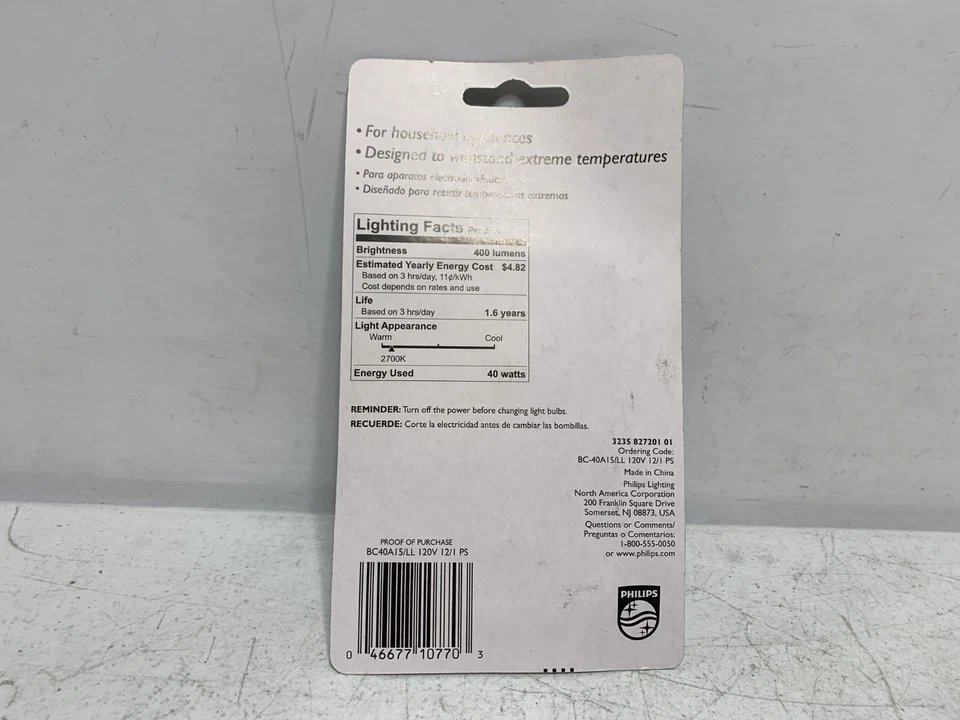 • For household appliances
• Designed to withstand extreme temperatures
• Para aparatos
• Diseñado para resistir temperaturas extremas
Lighting Facts Per
Brightness 400 lumens
Estimated Yearly Energy Cost $4.82
Based on 3 hrs/day, 11¢/kWh
Cost depends on rates and use
Life
Based on 3 hrs/day 1.6 years
Light Appearance
Warm Cool
2700K
Energy Used 40 watts
REMINDER: Turn off the power before changing light bulbs.
RECUERDE: Corte la electricidad antes de cambiar las bombillas.
3235 827201 01
Ordering Code:
BC-40A15/LL 120V 12/1 PS
Made in China
Philips Lighting
North America Corporation
200 Franklin Square Drive
Somerset, NJ 08873, USA
Questions or Comments/
Preguntas o Comentarios:
1-800-555-0050
or www.philips.com
PROOF OF PURCHASE
BC40A15/LL 120V 12/1 PS
0 46677 10770 3
PHILIPS